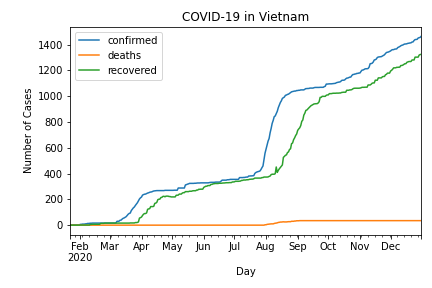 COVID-19 in Vietnam
confirmed
deaths
recovered
Number of Cases
1400
1200
1000
800
600
400
200
0
Feb Mar Apr May Jun Jul Aug Sep Oct Nov Dec
2020
Day